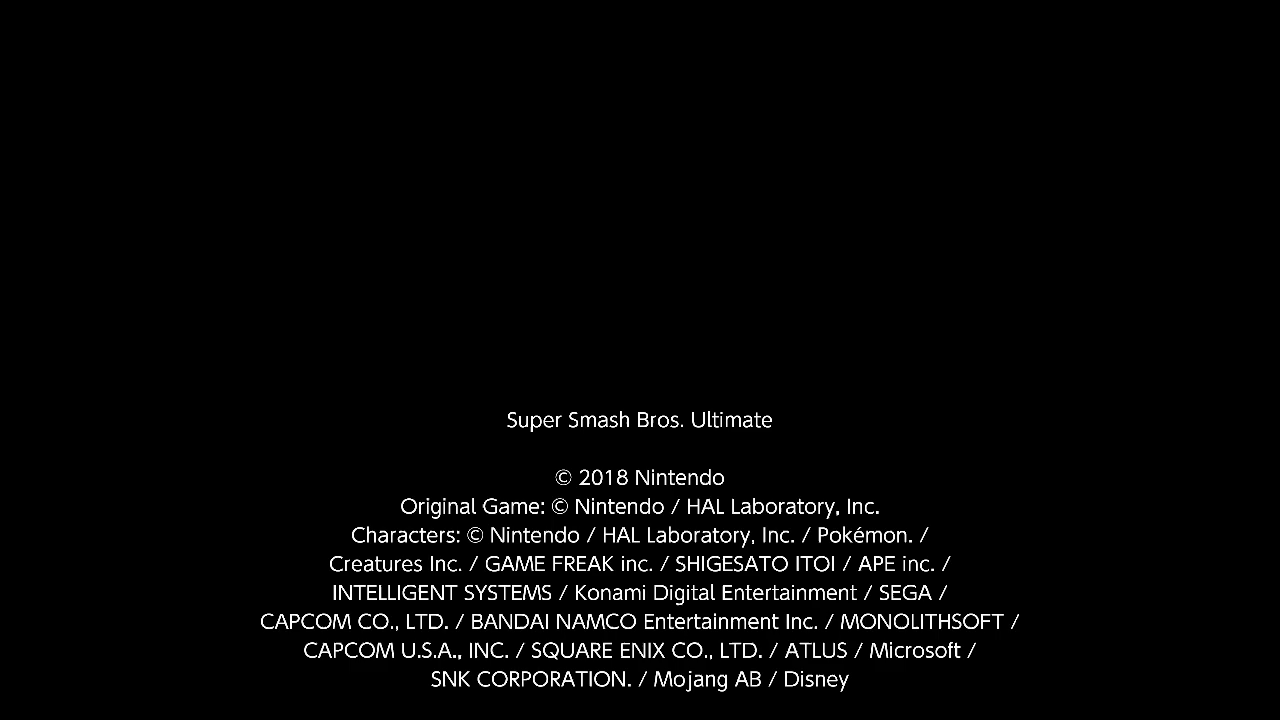 Super Smash Bros. Ultimate
© 2018 Nintendo
Original Game: © Nintendo / HAL Laboratory, Inc.
Characters: © Nintendo / HAL Laboratory, Inc. / Pokémon. /
Creatures Inc. / GAME FREAK inc. / SHIGESATO ITOI / APE inc. /
INTELLIGENT SYSTEMS / Konami Digital Entertainment / SEGA /
CAPCOM CO., LTD. / BANDAI NAMCO Entertainment Inc. / MONOLITHSOFT /
CAPCOM U.S.A., INC. / SQUARE ENIX CO., LTD. / ATLUS / Microsoft /
SNK CORPORATION. / Mojang AB / Disney